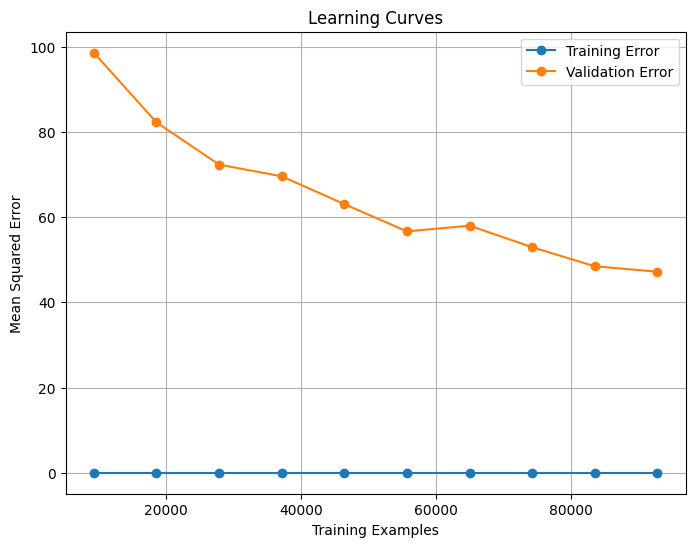 Learning Curves
Training Error
Validation Error
Mean Squared Error
100
80
60
40
20
0
20000 40000 60000 80000
Training Examples